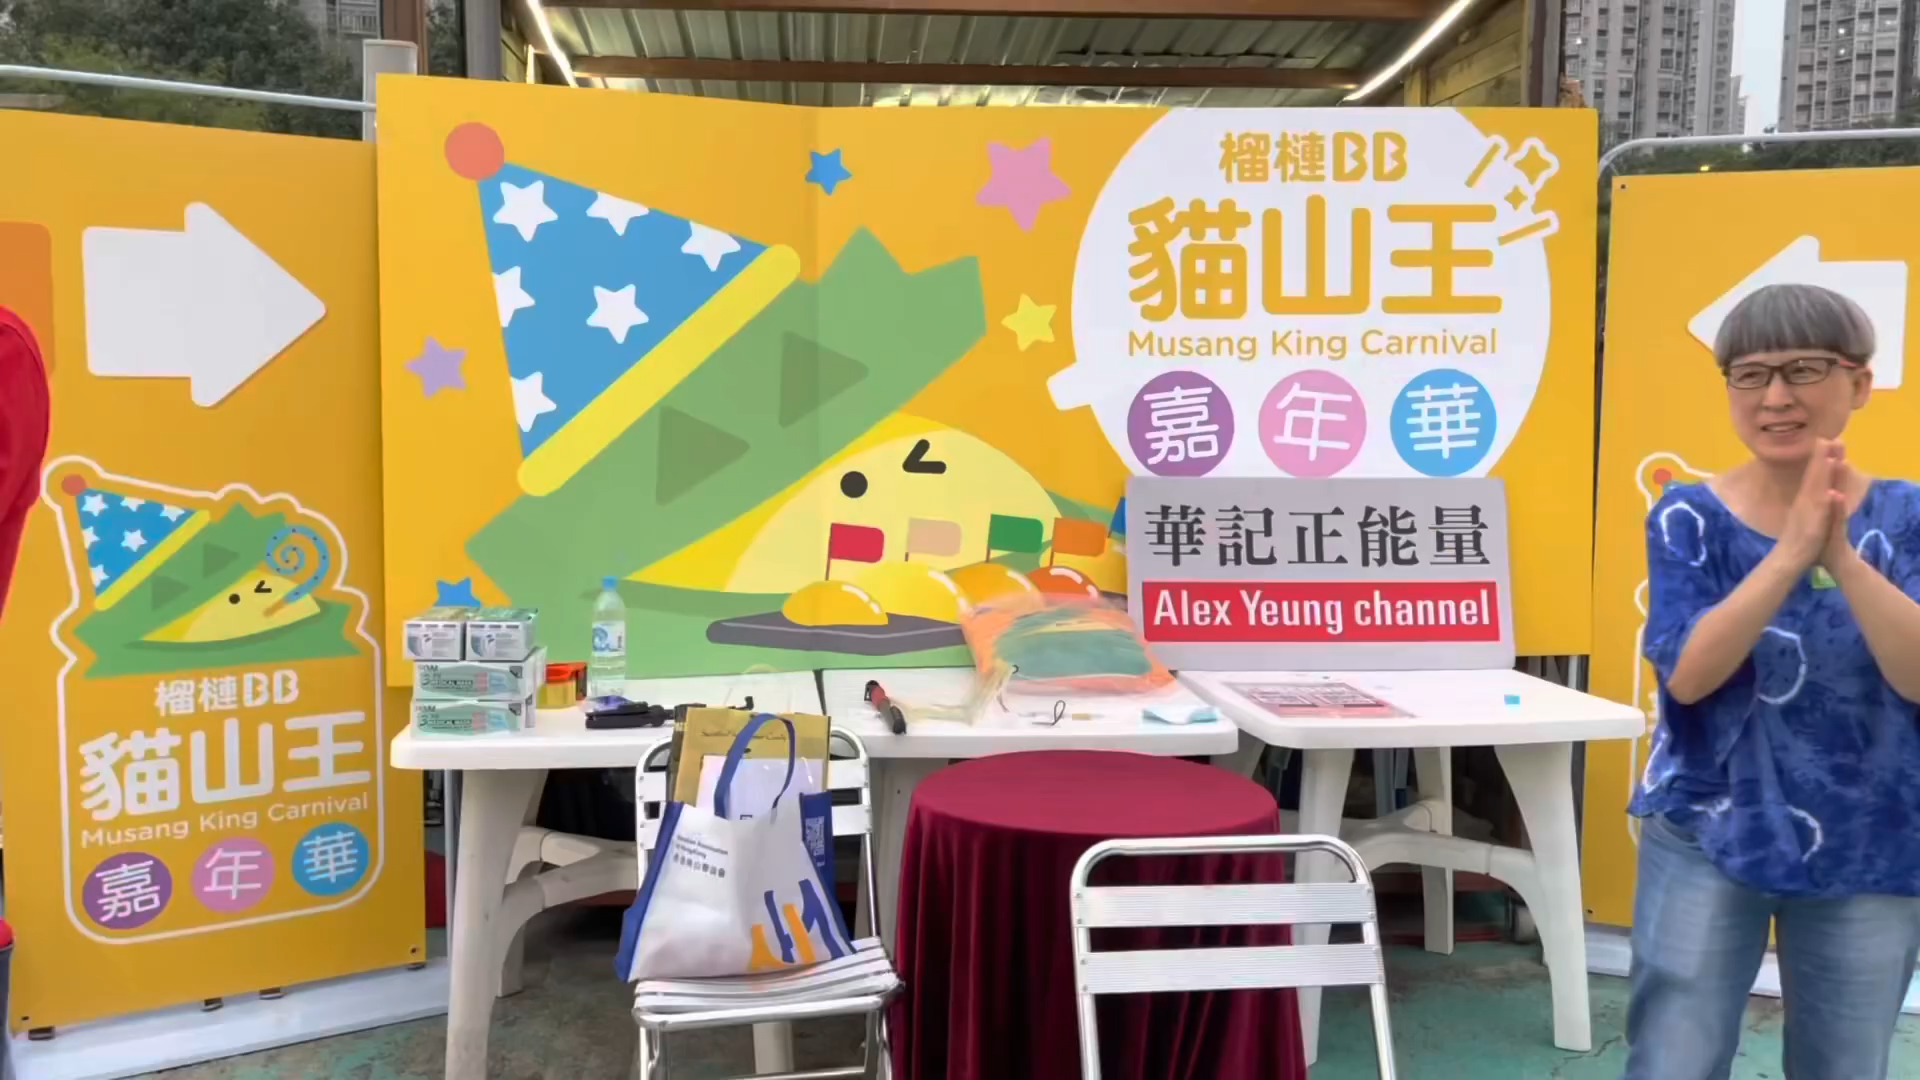 榴槤BB
貓山王
Musang King Carnival
嘉年華
華記正能量
Alex Yeung channel
榴槤BB
貓山王
Musang King Carnival
嘉年華